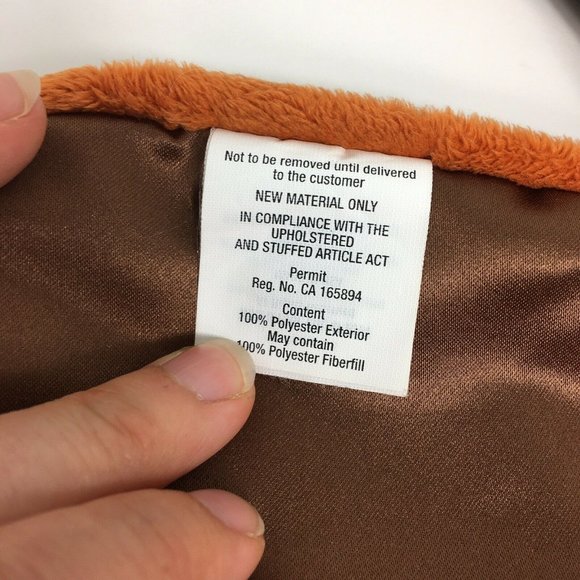 Not to be removed until delivered
to the customer
NEW MATERIAL ONLY
IN COMPLIANCE WITH THE
UPHOLSTERED
AND STUFFED ARTICLE ACT
Permit
Reg. No. CA 165894
Content
100% Polyester Exterior
May contain
100% Polyester Fiberfill